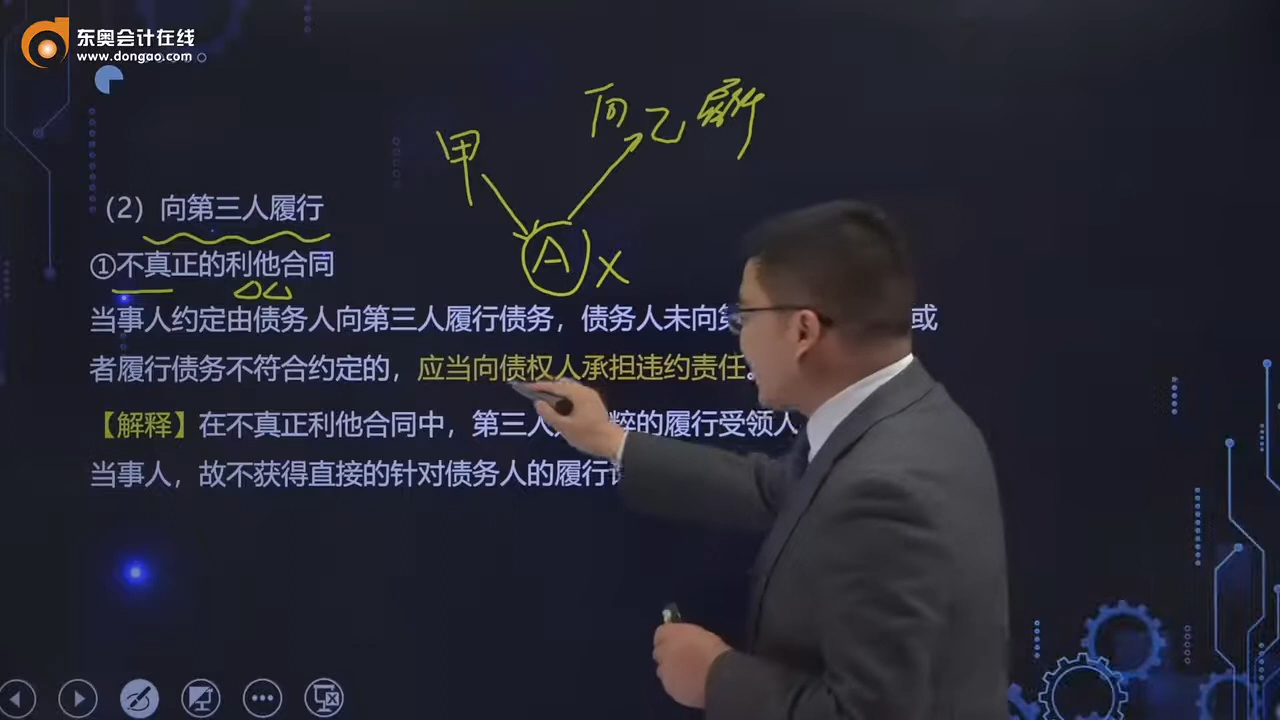 东奥会计在线
www.dongao.com
向乙履行
甲
(2) 向第三人履行
A X
①不真正的利他合同
当事人约定由债务人向第三人履行债务，债务人未向第 或
者履行债务不符合约定的，应当向债权人承担违约责任。
【解释】在不真正利他合同中，第三人 粹的履行受领人
当事人，故不获得直接的针对债务人的履行